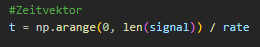 #Zeitvektor
t = np.arange(0, len(signal)) / rate